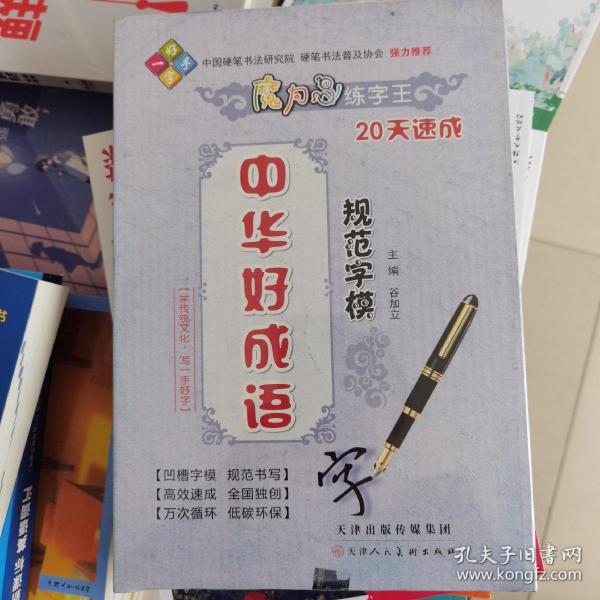 一手好字
中国硬笔书法研究院 硬笔书法普及协会 强力推荐
练字王
20天速成
中华好成语
规范字模
主编 谷加立
【学传统文化·写一手好字】
【凹槽字模 规范书写】
【高效速成 全国独创】
【万次循环 低碳环保】
字
天津出版传媒集团
天津人民美术出版社
孔夫子旧书网
www.kongfz.com